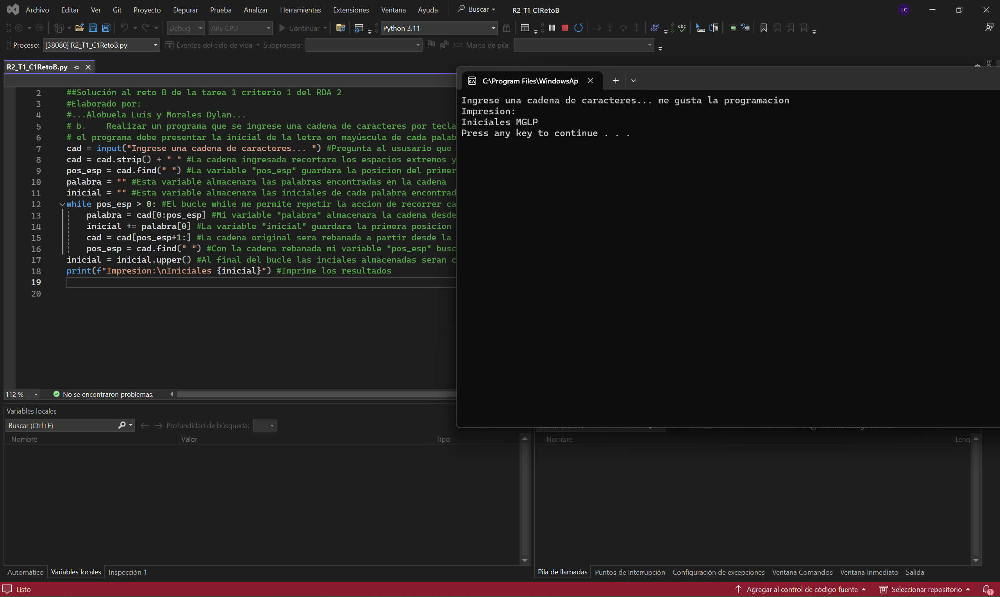 Archivo Editar Ver Git Proyecto Depurar Prueba Analizar Herramientas Extensiones Ventana Ayuda Buscar R2_T1_C1RetoB LC
Debug Any CPU Continuar Python 3.11
Proceso: [38080] R2_T1_C1RetoB.py Eventos del ciclo de vida Subproceso: Marco de pila:
R2_T1_C1RetoB.py
2 ##Solución al reto B de la tarea 1 criterio 1 del RDA 2
3 #Elaborado por:
4 #...Alobuela Luis y Morales Dylan...
5 # b. Realizar un programa que se ingrese una cadena de caracteres por tecla
6 # el programa debe presentar la inicial de la letra en mayúscula de cada palab
7 cad = input("Ingrese una cadena de caracteres... ") #Pregunta al ususario que
8 cad = cad.strip() + " " #La cadena ingresada recortara los espacios extremos y
9 pos_esp = cad.find(" ") #La variable "pos_esp" guardara la posicion del primer
10 palabra = "" #Esta variable almacenara las palabras encontradas en la cadena
11 inicial = "" #Esta variable almacenara las iniciales de cada palabra encontrad
12 while pos_esp > 0: #El bucle while me permite repetir la accion de recorrer ca
13 palabra = cad[0:pos_esp] #Mi variable "palabra" almacenara la cadena desde
14 inicial += palabra[0] #La variable "inicial" guardara la primera posicion
15 cad = cad[pos_esp+1:] #La cadena original sera rebanada a partir desde la
16 pos_esp = cad.find(" ") #Con la cadena rebanada mi variable "pos_esp" busc
17 inicial = inicial.upper() #Al final del bucle las inciales almacenadas seran c
18 print(f"Impresion:\nIniciales {inicial}") #Imprime los resultados
19
20
C:\Program Files\WindowsAp
Ingrese una cadena de caracteres... me gusta la programacion
Impresion:
Iniciales MGLP
Press any key to continue . . .
112 % No se encontraron problemas.
Variables locales
Buscar (Ctrl+E) Profundidad de búsqueda:
Nombre Valor Tipo
Nombre Leng
Automático Variables locales Inspección 1
Pila de llamadas Puntos de interrupción Configuración de excepciones Ventana Comandos Ventana Inmediato Salida
Listo Agregar al control de código fuente Seleccionar repositorio 1